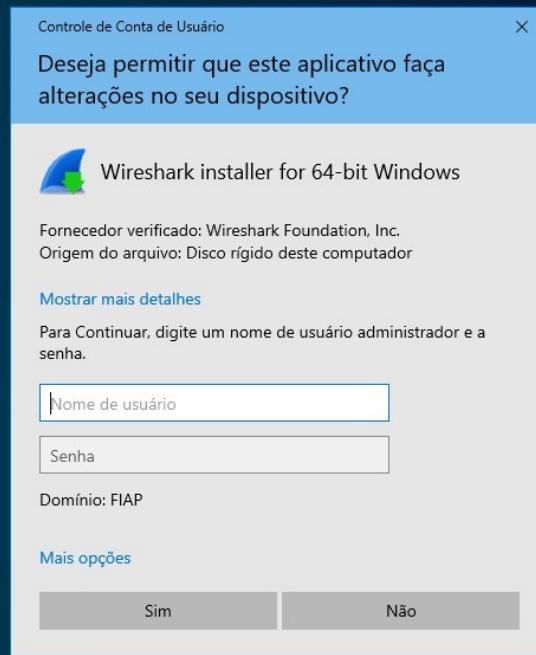 Controle de Conta de Usuário
Deseja permitir que este aplicativo faça
alterações no seu dispositivo?
Wireshark installer for 64-bit Windows
Fornecedor verificado: Wireshark Foundation, Inc.
Origem do arquivo: Disco rígido deste computador
Mostrar mais detalhes
Para Continuar, digite um nome de usuário administrador e a
senha.
Nome de usuário
Senha
Domínio: FIAP
Mais opções
Sim
Não